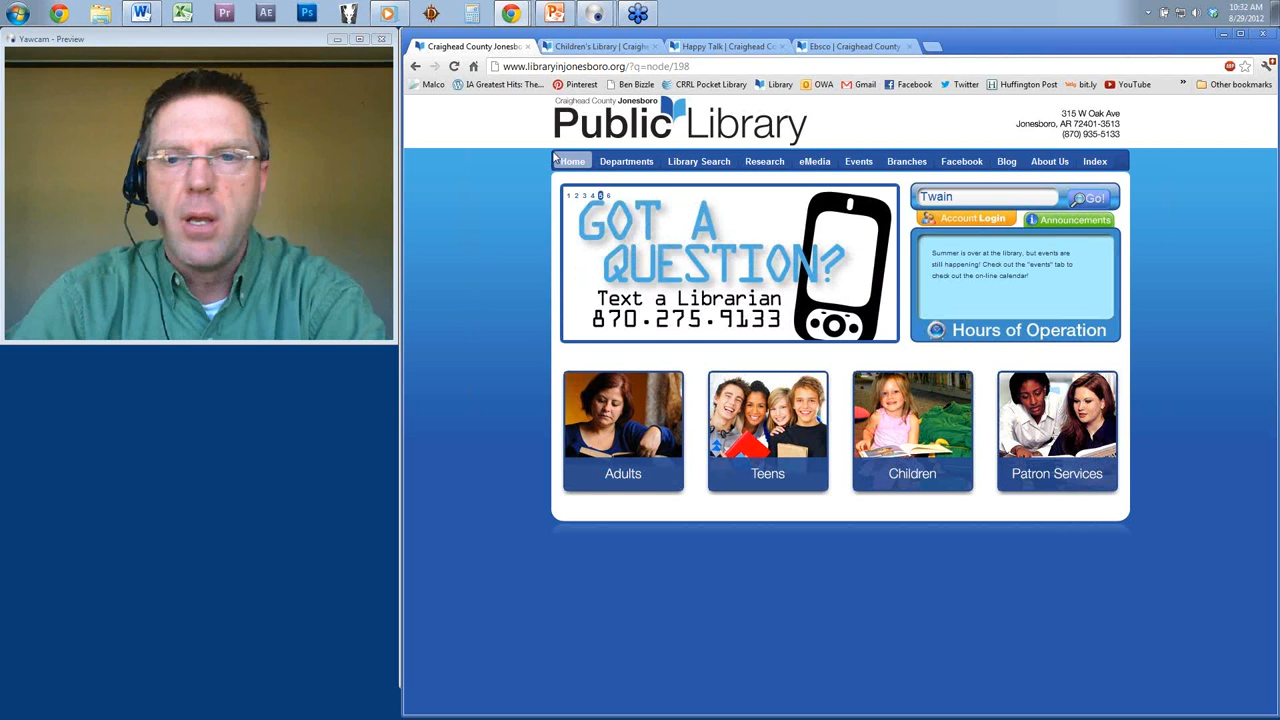 10:32 AM
8/29/2012
Yawcam - Preview
Craighead County Jonesb
Children's Library | Craigh
Happy Talk | Craighead C
Ebsco | Craighead County
www.libraryinjonesboro.org/?q=node/198
Malco
IA Greatest Hits: The...
Pinterest
Ben Bizzle
CRRL Pocket Library
Library
OWA
Gmail
Facebook
Twitter
Huffington Post
bit.ly
YouTube
Other bookmarks
Craighead County Jonesboro
Public Library
315 W Oak Ave
Jonesboro, AR 72401-3513
(870) 935-5133
Home Departments Library Search Research eMedia Events Branches Facebook Blog About Us Index
1 2 3 4 5 6
GOT A
QUESTION?
Text a Librarian
870.275.9133
Twain
Go!
Account Login
Announcements
Summer is over at the library, but events are
still happening! Check out the "events" tab to
check out the on-line calendar!
Hours of Operation
Adults
Teens
Children
Patron Services